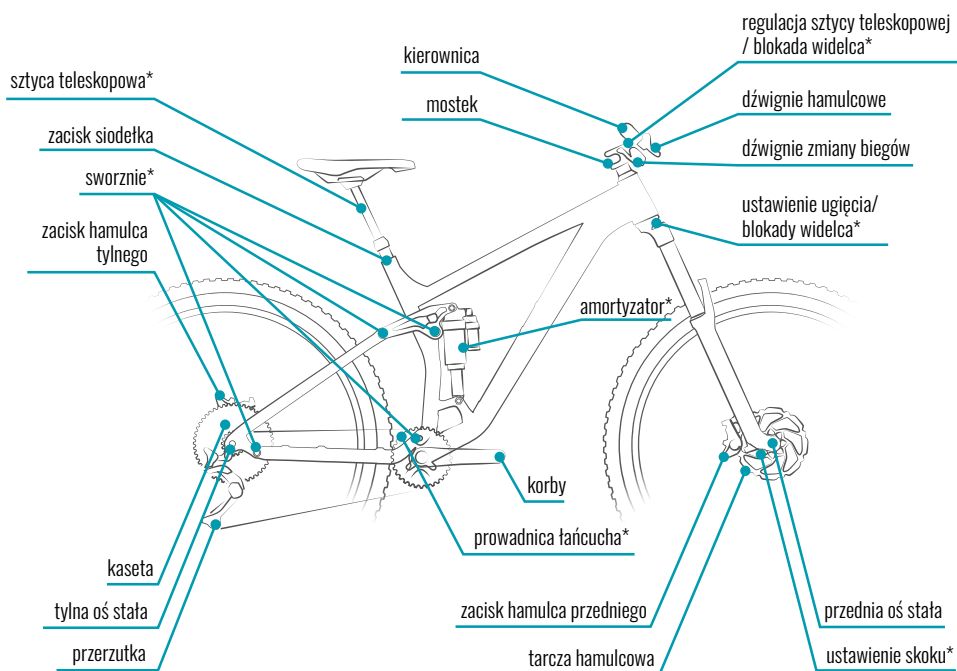 regulacja sztycy teleskopowej
/ blokada widelca*
kierownica
sztyca teleskopowa*
mostek
dźwignie hamulcowe
zacisk siodełka
dźwignie zmiany biegów
sworznie*
ustawienie ugięcia/
blokady widelca*
zacisk hamulca
tylnego
amortyzator*
korby
prowadnica łańcucha*
kaseta
tylna oś stała
zacisk hamulca przedniego
przednia oś stała
przerzutka
tarcza hamulcowa
ustawienie skoku*